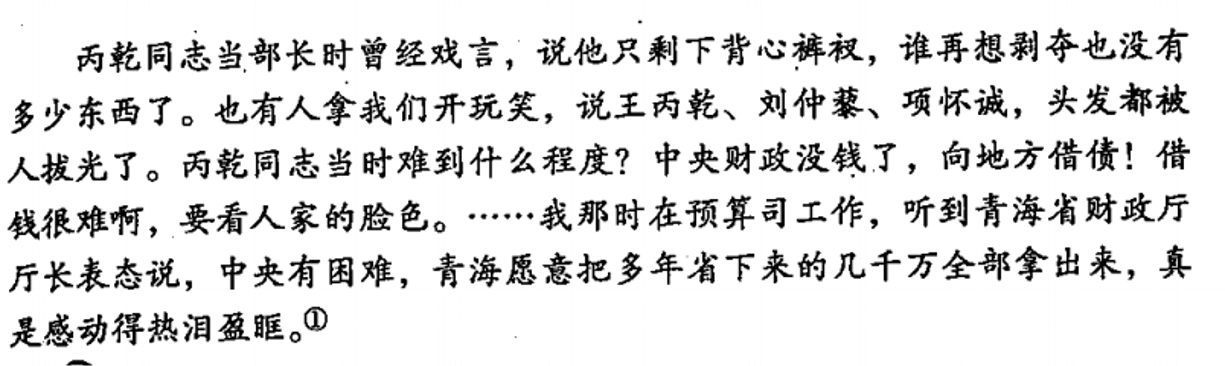 丙乾同志当部长时曾经戏言，说他只剩下背心裤衩，谁再想剥夺也没有
多少东西了。也有人拿我们开玩笑，说王丙乾、刘仲藜、项怀诚，头发都被
人拔光了。丙乾同志当时难到什么程度？中央财政没钱了，向地方借债！借
钱很难啊，要看人家的脸色。……我那时在预算司工作，听到青海省财政厅
厅长表态说，中央有困难，青海愿意把多年省下来的几千万全部拿出来，真
是感动得热泪盈眶。①